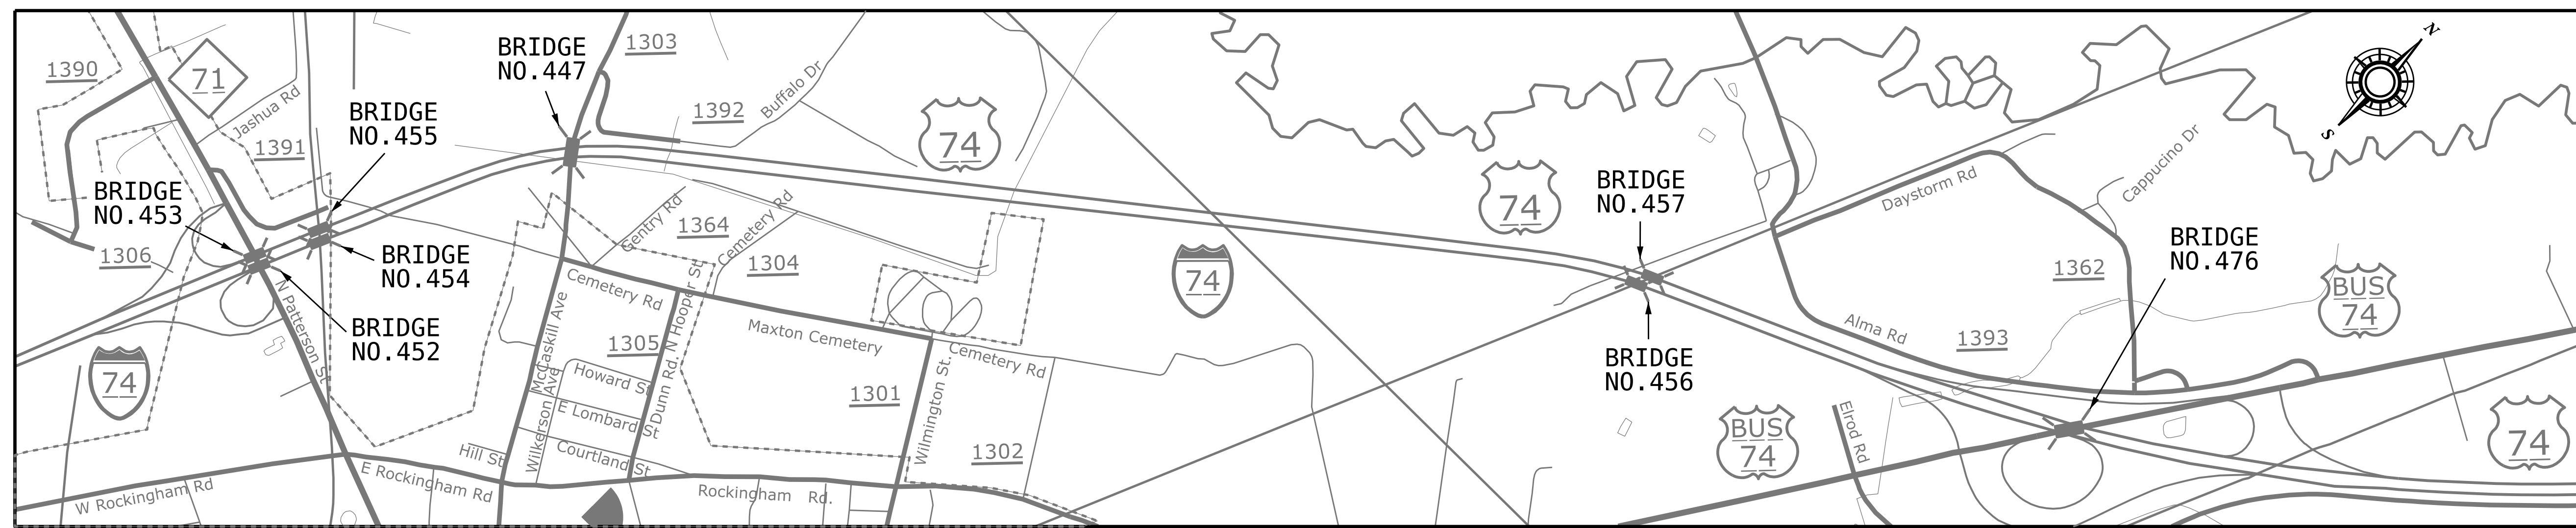 1390
71
Jashua Rd
1391
BRIDGE
NO.455
BRIDGE
NO.447
1303
1392
Buffalo Dr
74
BRIDGE
NO.453
1306
BRIDGE
NO.454
BRIDGE
NO.452
N Patterson St
74
W Rockingham Rd
E Rockingham Rd
Gentry Rd
1364
Cemetery Rd
1304
Cemetery Rd
McCaskill Ave
1305
Dunn Rd. N Hooper St
Maxton Cemetery
Cemetery Rd
Howard St
E Lombard St
Wilkerson Ave
Courtland St
Hill St
1301
Wilmington St.
1302
Rockingham Rd.
74
74
BRIDGE
NO.457
BRIDGE
NO.456
Daystorm Rd
Cappucino Dr
N
S
1362
BRIDGE
NO.476
BUS
74
Alma Rd
1393
Elrod Rd
BUS
74
74